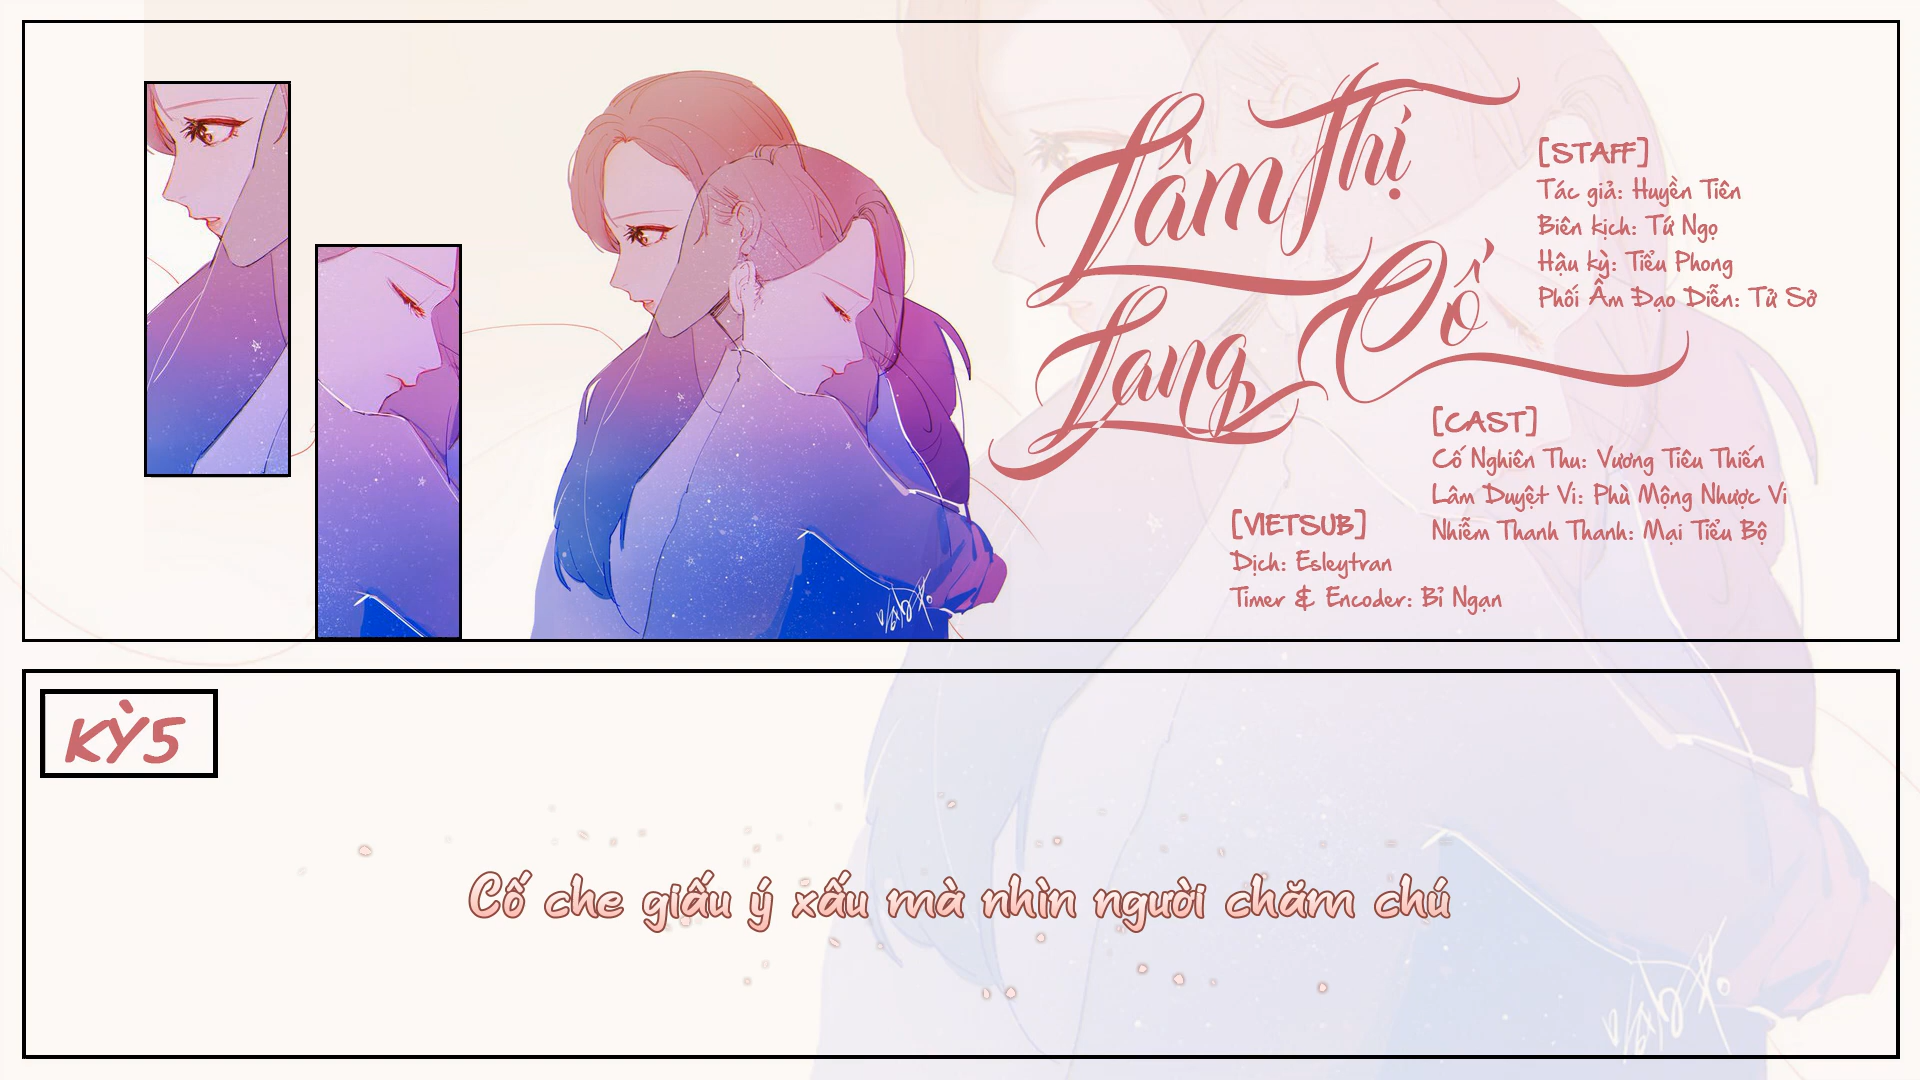 Lâm Thị
Lang Cố
[STAFF]
Tác giả: Huyền Tiên
Biên kịch: Tứ Ngọ
Hậu kỳ: Tiểu Phong
Phối Âm Đạo Diễn: Tử Sở
[CAST]
Cố Nghiên Thu: Vương Tiêu Thiến
Lâm Duyệt Vi: Phù Mộng Nhược Vi
Nhiễm Thanh Thanh: Mại Tiểu Bộ
[VIETSUB]
Dịch: Esleytran
Timer & Encoder: Bỉ Ngạn
KỲ5
Cố che giấu ý xấu mà nhìn người chăm chú